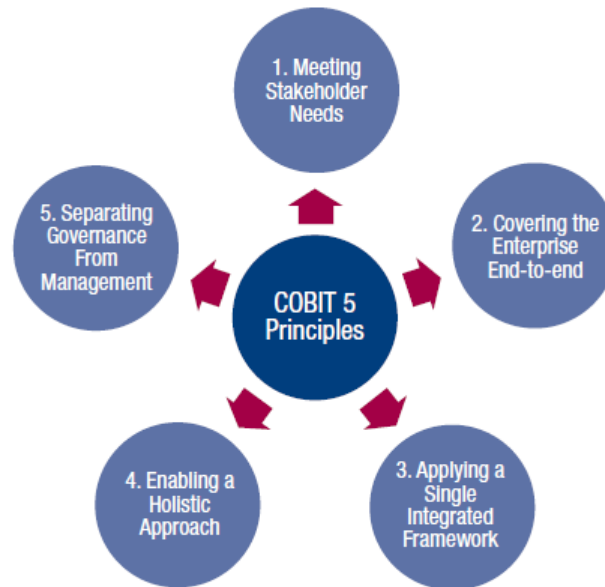 1. Meeting
Stakeholder
Needs
2. Covering the
Enterprise
End-to-end
3. Applying a
Single
Integrated
Framework
4. Enabling a
Holistic
Approach
5. Separating
Governance
From
Management
COBIT 5
Principles